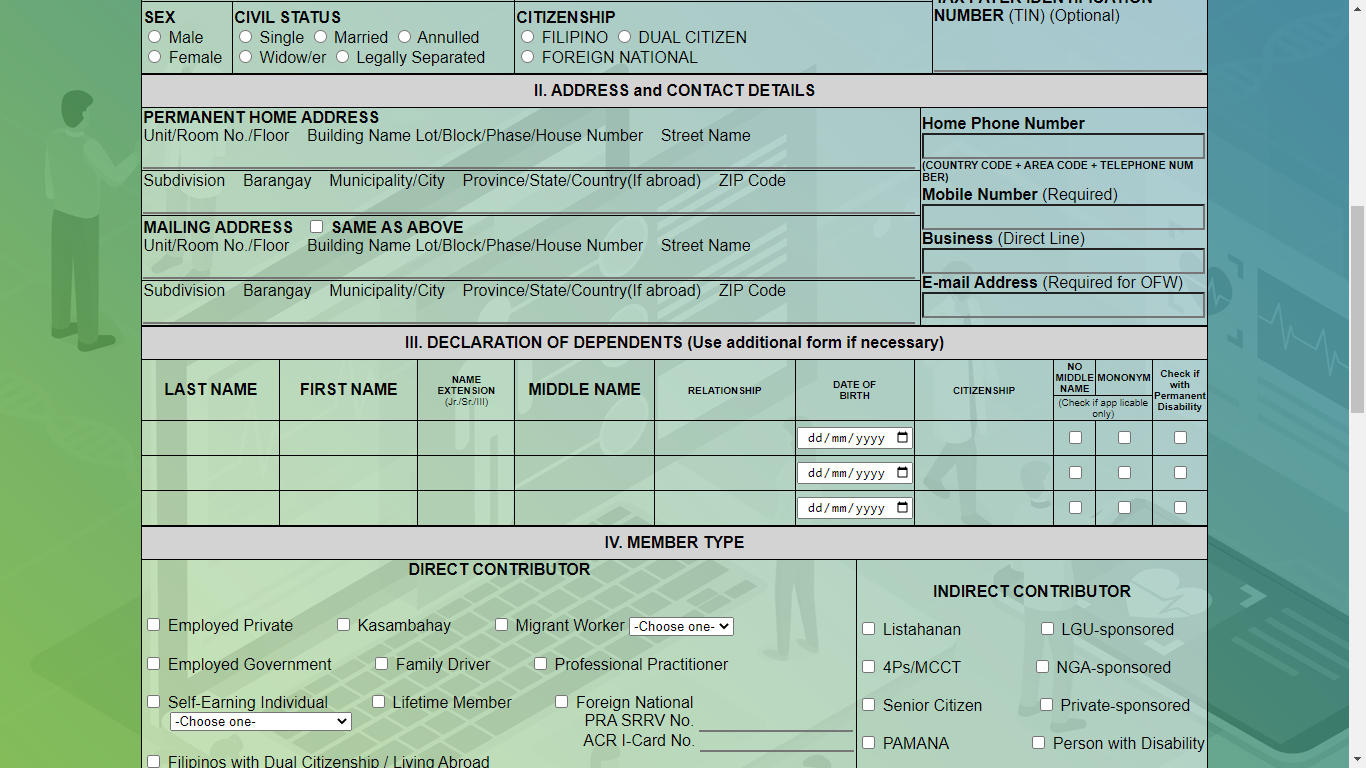 TAX PAYER IDENTIFICATION
SEX CIVIL STATUS CITIZENSHIP NUMBER (TIN) (Optional)
Male Single Married Annulled FILIPINO DUAL CITIZEN
Female Widow/er Legally Separated FOREIGN NATIONAL
II. ADDRESS and CONTACT DETAILS
PERMANENT HOME ADDRESS
Unit/Room No./Floor Building Name Lot/Block/Phase/House Number Street Name
Subdivision Barangay Municipality/City Province/State/Country(If abroad) ZIP Code
MAILING ADDRESS SAME AS ABOVE
Unit/Room No./Floor Building Name Lot/Block/Phase/House Number Street Name
Subdivision Barangay Municipality/City Province/State/Country(If abroad) ZIP Code
Home Phone Number
(COUNTRY CODE + AREA CODE + TELEPHONE NUM
BER)
Mobile Number (Required)
Business (Direct Line)
E-mail Address (Required for OFW)
III. DECLARATION OF DEPENDENTS (Use additional form if necessary)
LAST NAME
FIRST NAME
NAME
EXTENSION
(Jr./Sr./III)
MIDDLE NAME
RELATIONSHIP
DATE OF
BIRTH
CITIZENSHIP
NO
MIDDLE
NAME
MONONYM
(Check if app licable
only)
Check if
with
Permanent
Disability
dd/mm/yyyy
dd/mm/yyyy
dd/mm/yyyy
IV. MEMBER TYPE
DIRECT CONTRIBUTOR
Employed Private Kasambahay Migrant Worker -Choose one-
Employed Government Family Driver Professional Practitioner
Self-Earning Individual Lifetime Member Foreign National
-Choose one- PRA SRRV No.
ACR I-Card No.
Filipinos with Dual Citizenship / Living Abroad
INDIRECT CONTRIBUTOR
Listahanan LGU-sponsored
4Ps/MCCT NGA-sponsored
Senior Citizen Private-sponsored
PAMANA Person with Disability